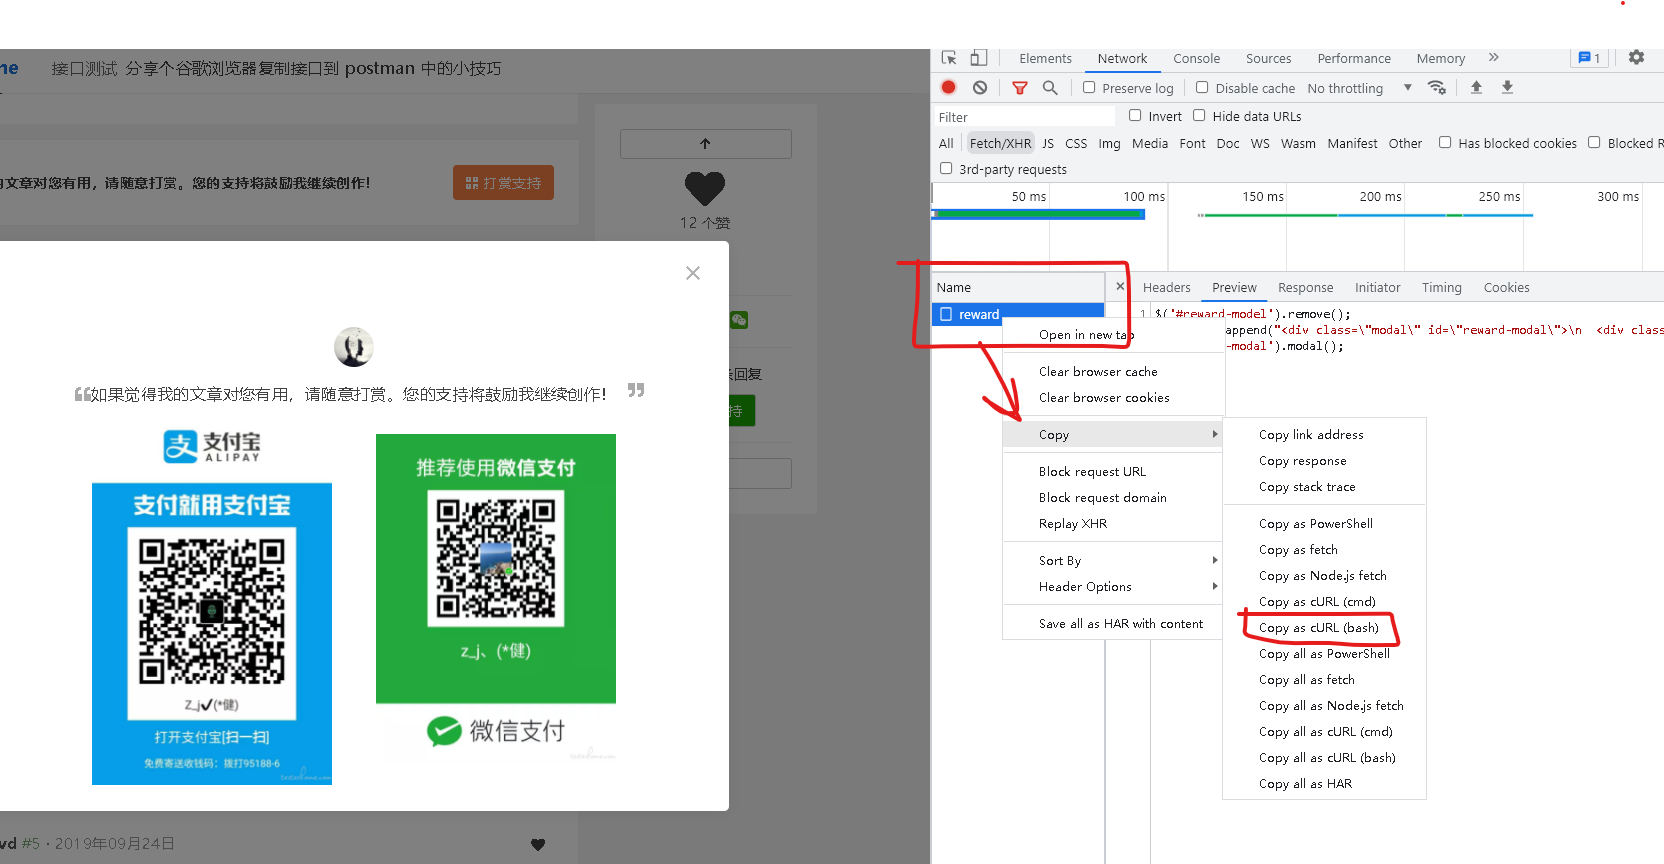 me 接口测试 分享个谷歌浏览器复制接口到 postman 中的小技巧
的文章对您有用，请随意打赏。您的支持将鼓励我继续创作！
打赏支持
12 个赞
条回复
持
如果觉得我的文章对您有用，请随意打赏。您的支持将鼓励我继续创作！
支付宝
ALIPAY
支付就用支付宝
Z_j✔(*健)
打开支付宝[扫一扫]
免费寄送收钱码：拨打95188-6
推荐使用微信支付
z_j、(*健)
微信支付
vd #5 · 2019年09月24日
Elements Network Console Sources Performance Memory 1
Preserve log Disable cache No throttling
Filter Invert Hide data URLs
All Fetch/XHR JS CSS Img Media Font Doc WS Wasm Manifest Other Has blocked cookies Blocked R
3rd-party requests
50 ms 100 ms 150 ms 200 ms 250 ms 300 ms
Name Headers Preview Response Initiator Timing Cookies
reward
1 $('#reward-model').remove();
append("<div class=\"modal\" id=\"reward-modal\">\n <div class
-modal').modal();
Open in new tab
Clear browser cache
Clear browser cookies
Copy
Block request URL
Block request domain
Replay XHR
Sort By
Header Options
Save all as HAR with content
Copy link address
Copy response
Copy stack trace
Copy as PowerShell
Copy as fetch
Copy as Node.js fetch
Copy as cURL (cmd)
Copy as cURL (bash)
Copy all as PowerShell
Copy all as fetch
Copy all as Node.js fetch
Copy all as cURL (cmd)
Copy all as cURL (bash)
Copy all as HAR